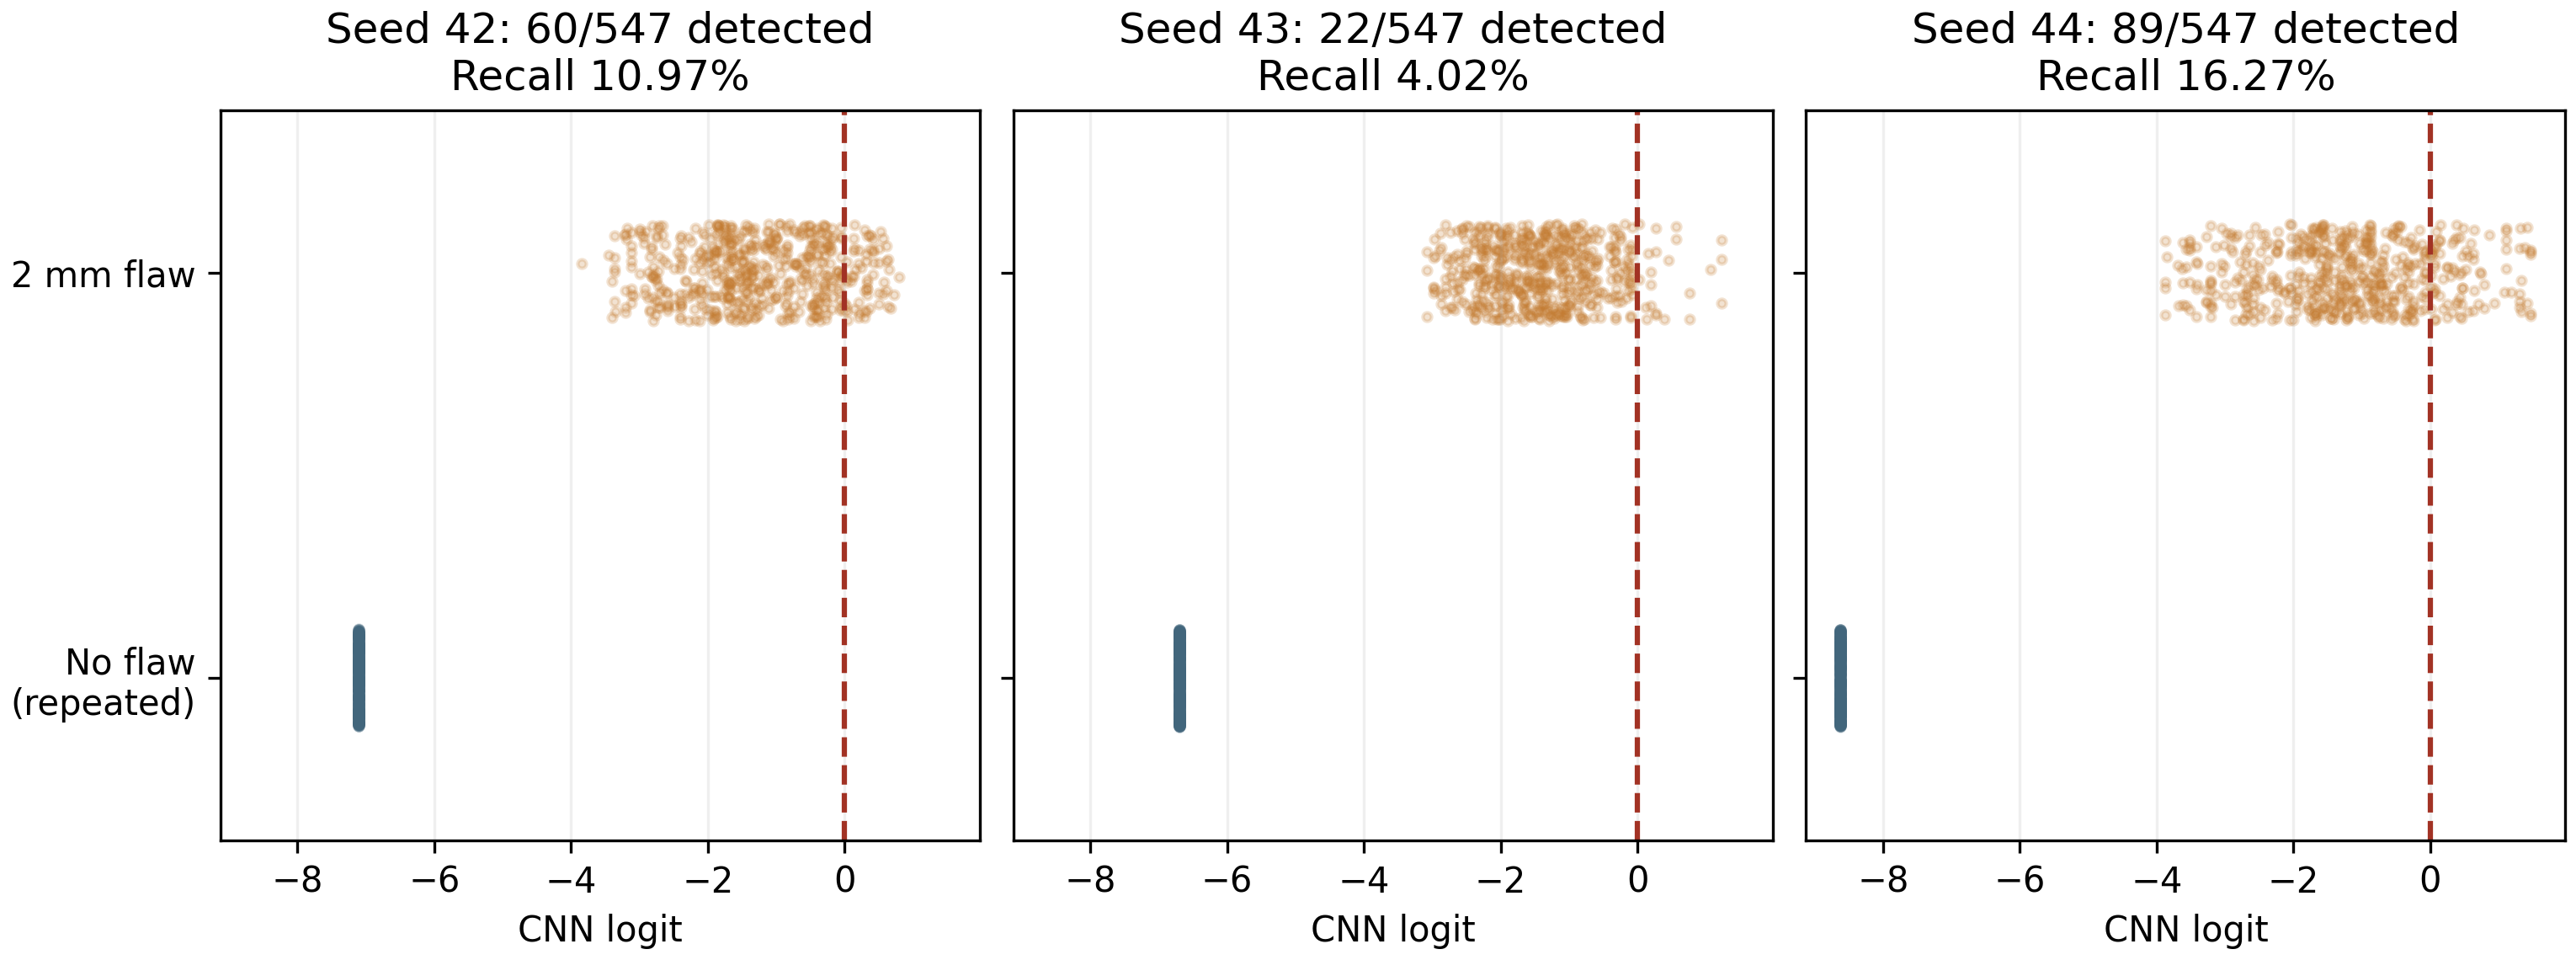 Seed 42: 60/547 detected
Recall 10.97%
Seed 43: 22/547 detected
Recall 4.02%
Seed 44: 89/547 detected
Recall 16.27%
2 mm flaw
No flaw
(repeated)
−8 −6 −4 −2 0
CNN logit
−8 −6 −4 −2 0
CNN logit
−8 −6 −4 −2 0
CNN logit